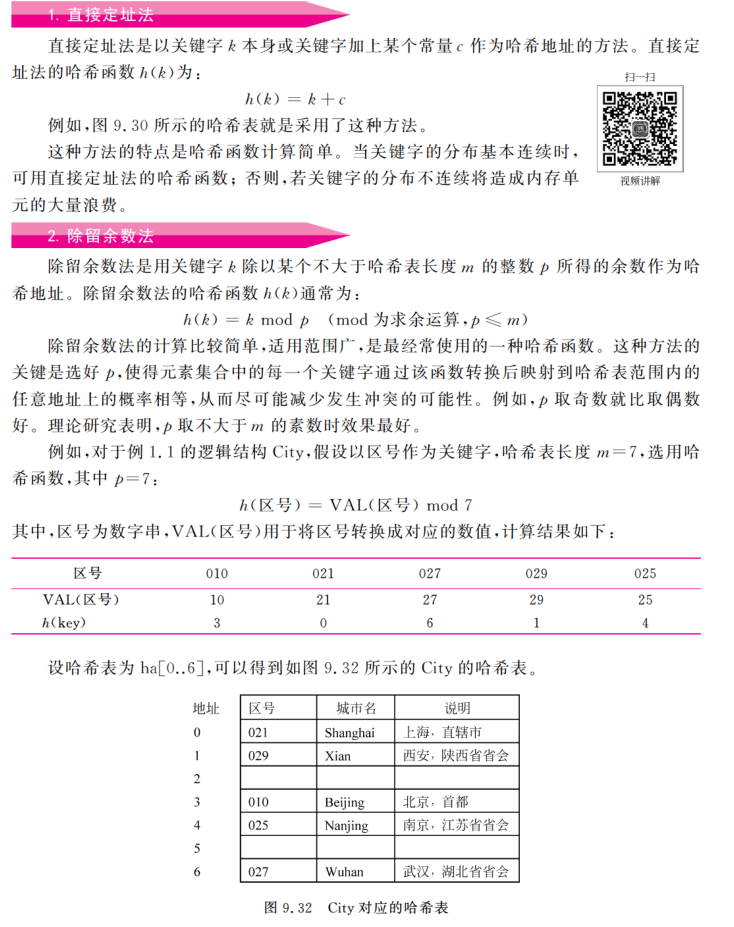 1. 直接定址法
直接定址法是以关键字 k 本身或关键字加上某个常量 c 作为哈希地址的方法。直接定
址法的哈希函数 h(k)为：
扫一扫
h(k) = k + c
例如，图 9.30 所示的哈希表就是采用了这种方法。
这种方法的特点是哈希函数计算简单。当关键字的分布基本连续时，
可用直接定址法的哈希函数；否则，若关键字的分布不连续将造成内存单
视频讲解
元的大量浪费。
2. 除留余数法
除留余数法是用关键字 k 除以某个不大于哈希表长度 m 的整数 p 所得的余数作为哈
希地址。除留余数法的哈希函数 h(k)通常为：
h(k) = k mod p （mod 为求余运算，p ≤ m）
除留余数法的计算比较简单，适用范围广，是最经常使用的一种哈希函数。这种方法的
关键是选好 p，使得元素集合中的每一个关键字通过该函数转换后映射到哈希表范围内的
任意地址上的概率相等，从而尽可能减少发生冲突的可能性。例如，p 取奇数就比取偶数
好。理论研究表明，p 取不大于 m 的素数时效果最好。
例如，对于例 1.1 的逻辑结构 City，假设以区号作为关键字，哈希表长度 m=7，选用哈
希函数，其中 p=7：
h(区号) = VAL(区号) mod 7
其中，区号为数字串，VAL(区号)用于将区号转换成对应的数值，计算结果如下：
区号 010 021 027 029 025
VAL(区号) 10 21 27 29 25
h(key) 3 0 6 1 4
设哈希表为 ha[0..6]，可以得到如图 9.32 所示的 City 的哈希表。
地址 区号 城市名 说明
0 021 Shanghai 上海，直辖市
1 029 Xian 西安，陕西省省会
2
3 010 Beijing 北京，首都
4 025 Nanjing 南京，江苏省省会
5
6 027 Wuhan 武汉，湖北省省会
图 9.32 City 对应的哈希表